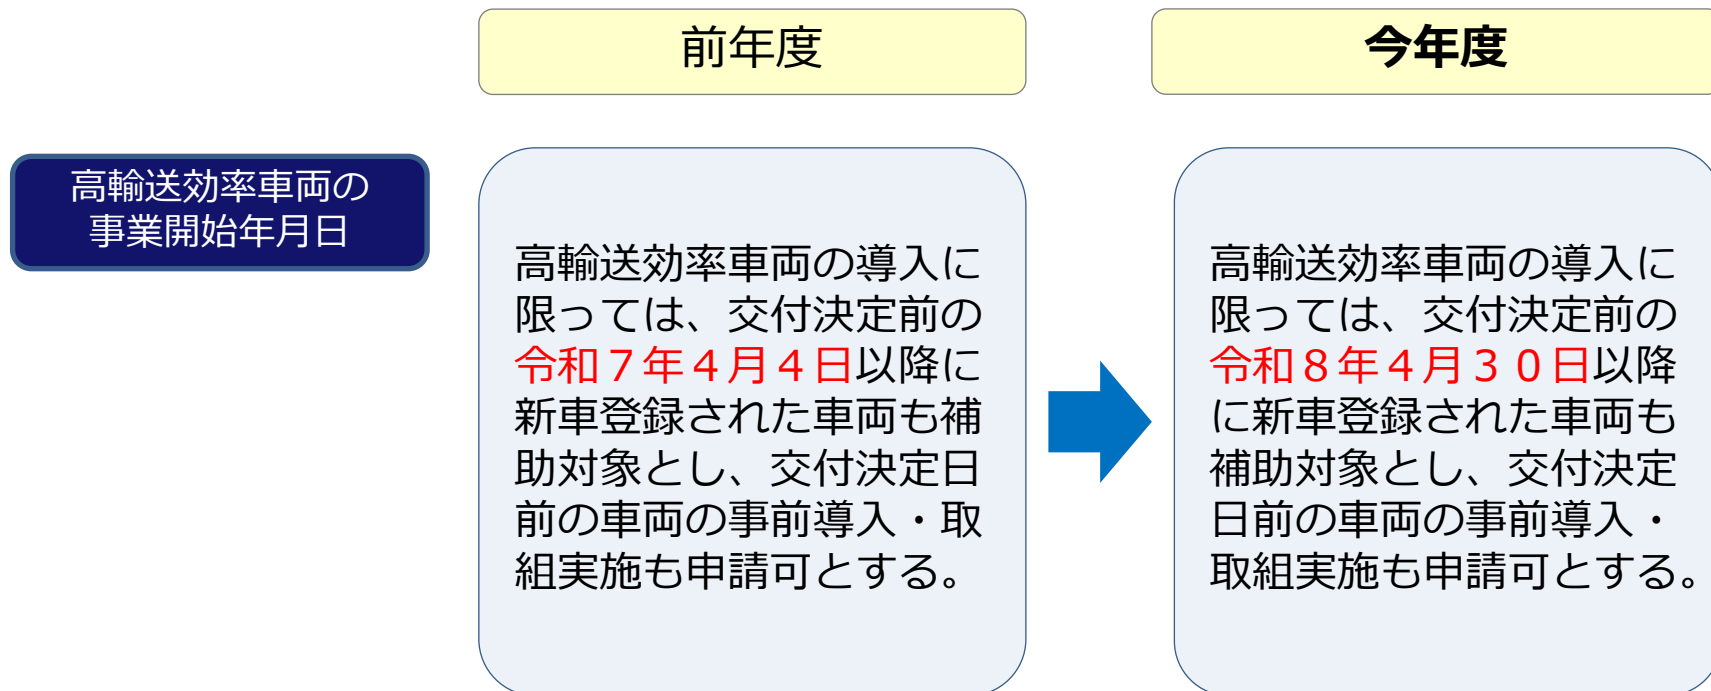 前年度
今年度
高輸送効率車両の
事業開始年月日
高輸送効率車両の導入に
限っては、交付決定前の
令和７年４月４日以降に
新車登録された車両も補
助対象とし、交付決定日
前の車両の事前導入・取
組実施も申請可とする。
高輸送効率車両の導入に
限っては、交付決定前の
令和８年４月３０日以降
に新車登録された車両も
補助対象とし、交付決定
日前の車両の事前導入・
取組実施も申請可とする。